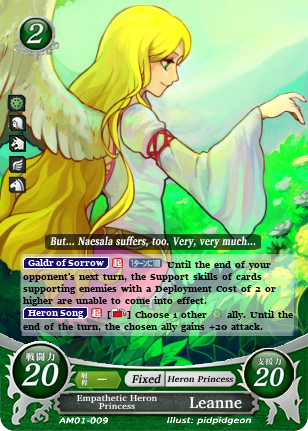 2
But... Naesala suffers, too. Very, very much...
Galdr of Sorrow 起 1ターンに1回 Until the end of your
opponent's next turn, the Support skills of cards
supporting enemies with a Deployment Cost of 2 or
higher are unable to come into effect.
Heron Song 起 [ ] Choose 1 other ally. Until the
end of the turn, the chosen ally gains +20 attack.
戦闘力
20
射程 —
Fixed
Heron Princess
支援力
20
Empathetic Heron
Princess
Leanne
AM01-009
Illust: pidpidgeon